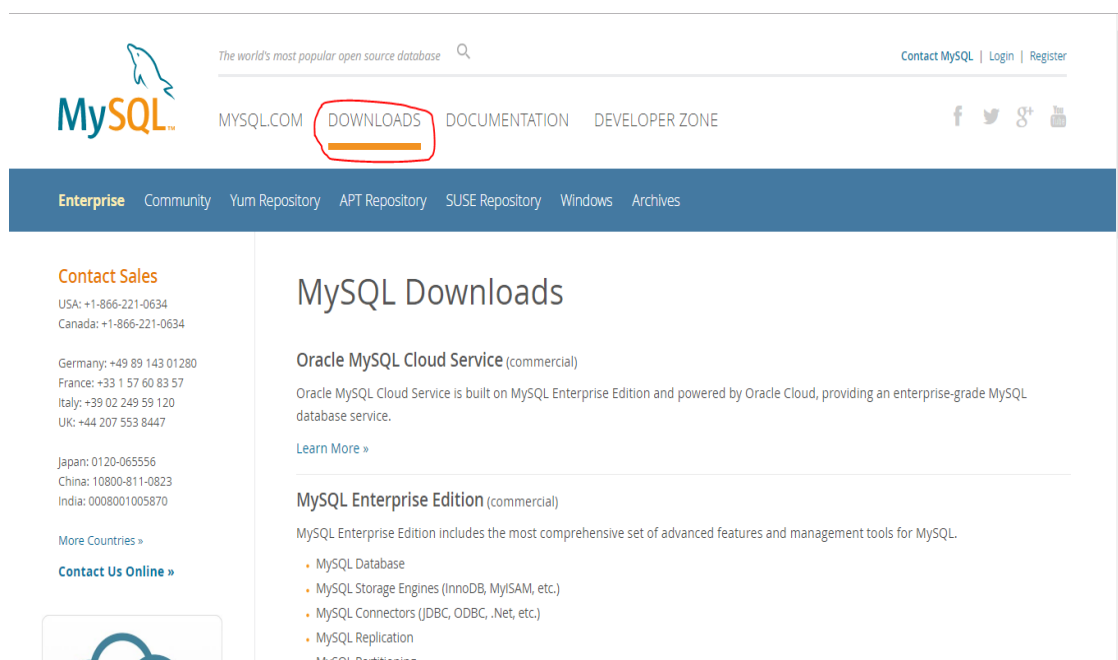 The world's most popular open source database
Contact MySQL | Login | Register
MySQL™
MYSQL.COM DOWNLOADS DOCUMENTATION DEVELOPER ZONE
f g+ You Tube
Enterprise Community Yum Repository APT Repository SUSE Repository Windows Archives
Contact Sales
USA: +1-866-221-0634
Canada: +1-866-221-0634
Germany: +49 89 143 01280
France: +33 1 57 60 83 57
Italy: +39 02 249 59 120
UK: +44 207 553 8447
Japan: 0120-065556
China: 10800-811-0823
India: 0008001005870
More Countries »
Contact Us Online »
MySQL Downloads
Oracle MySQL Cloud Service (commercial)
Oracle MySQL Cloud Service is built on MySQL Enterprise Edition and powered by Oracle Cloud, providing an enterprise-grade MySQL
database service.
Learn More »
MySQL Enterprise Edition (commercial)
MySQL Enterprise Edition includes the most comprehensive set of advanced features and management tools for MySQL.
• MySQL Database
• MySQL Storage Engines (InnoDB, MyISAM, etc.)
• MySQL Connectors (JDBC, ODBC, .Net, etc.)
• MySQL Replication
• MySQL Partitioning